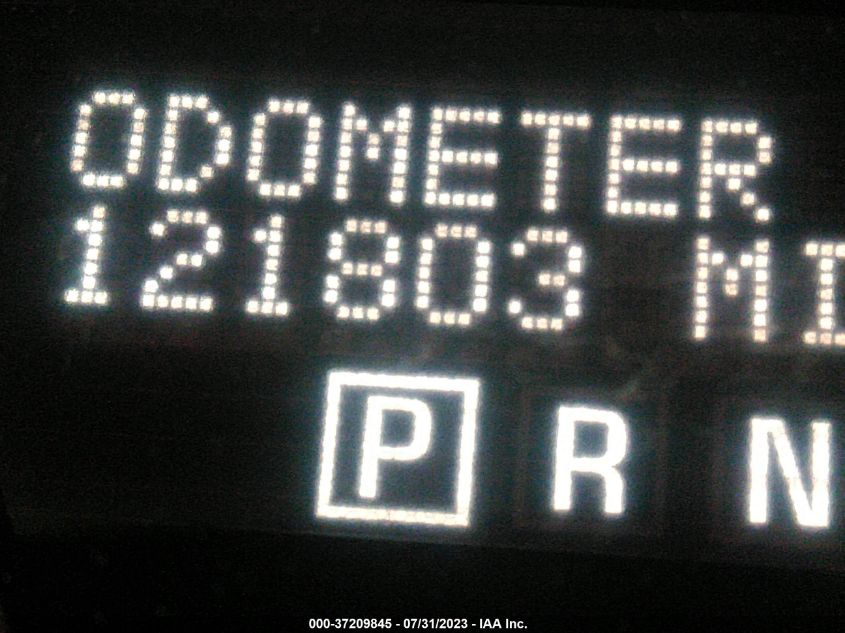 ODOMETER
121803 MI
P R N
000-37209845 - 07/31/2023 - IAA Inc.